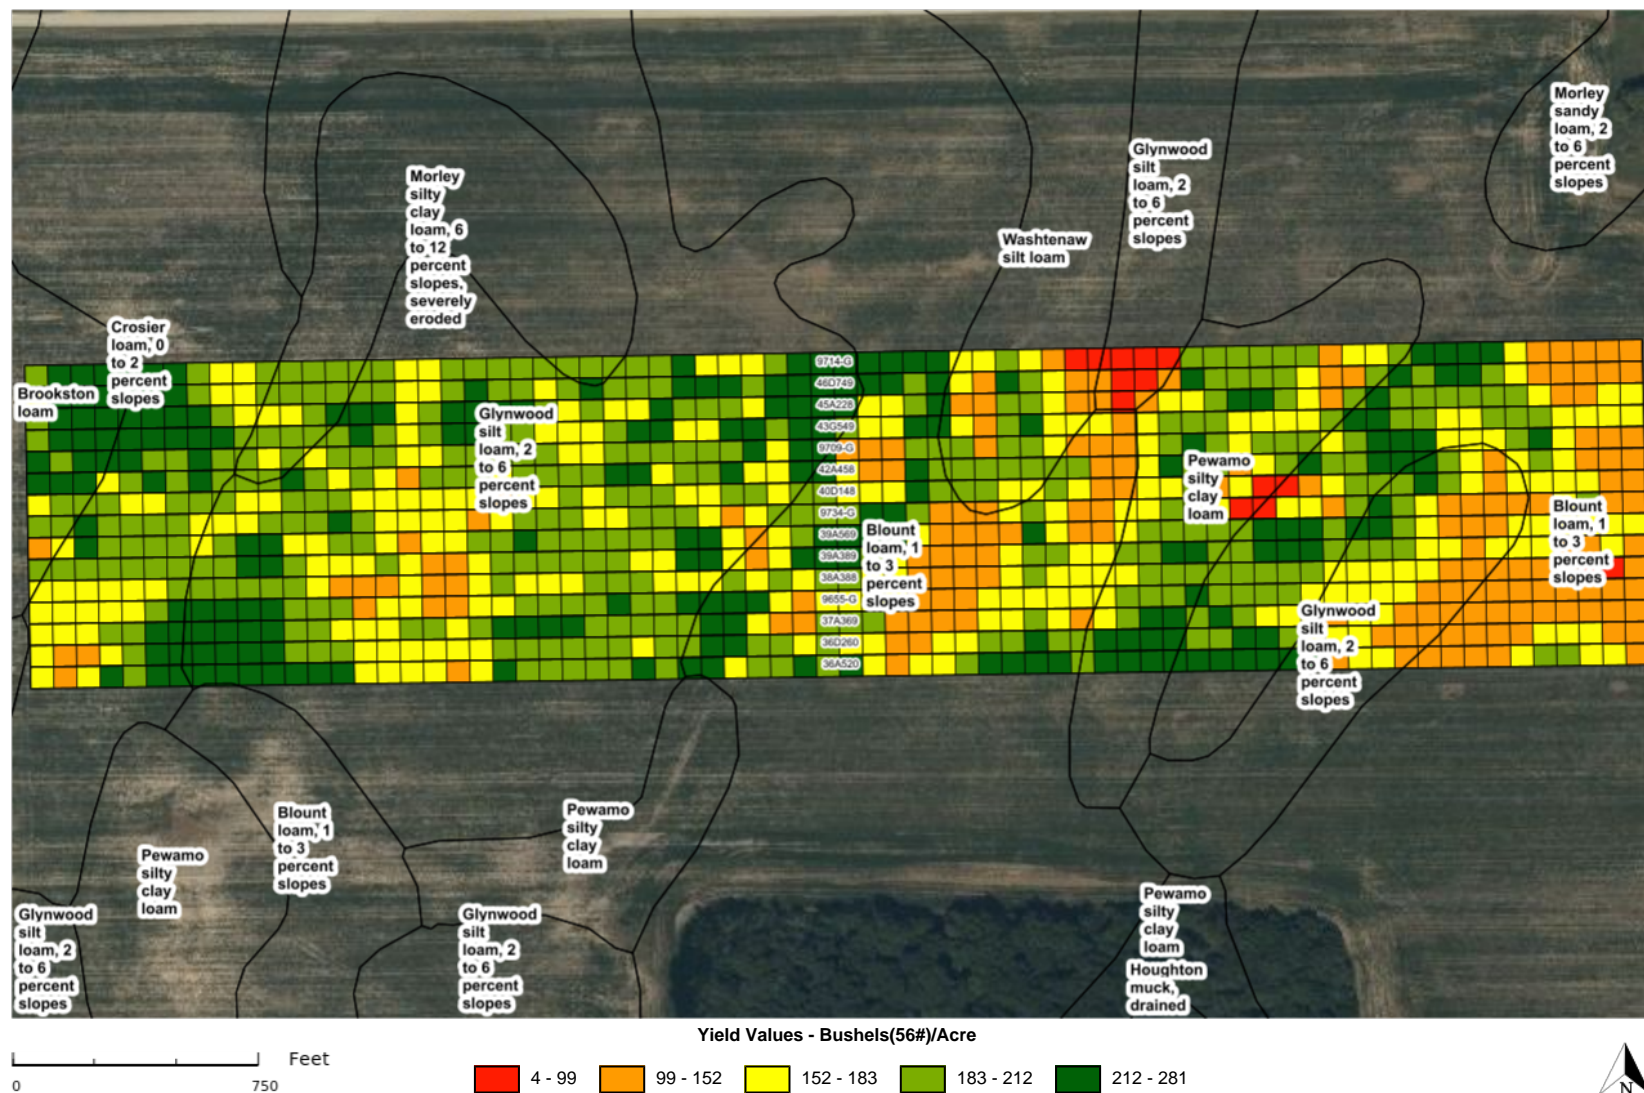 Morley
sandy
loam, 2
to 6
percent
slopes
Glynwood
silt
loam, 2
to 6
percent
slopes
Morley
silty
clay
loam, 6
to 12
percent
slopes,
severely
eroded
Washtenaw
silt loam
Crosier
loam, 0
to 2
percent
slopes
Brookston
loam
Glynwood
silt
loam, 2
to 6
percent
slopes
9714-G
46D749
45A228
43G549
9709-G
42A458
40D148
9734-G
39A569
39A389
38A388
9655-G
37A369
36D260
36A520
Pewamo
silty
clay
loam
Blount
loam, 1
to 3
percent
slopes
Blount
loam, 1
to 3
percent
slopes
Glynwood
silt
loam, 2
to 6
percent
slopes
Blount
loam, 1
to 3
percent
slopes
Pewamo
silty
clay
loam
Pewamo
silty
clay
loam
Glynwood
silt
loam, 2
to 6
percent
slopes
Glynwood
silt
loam, 2
to 6
percent
slopes
Pewamo
silty
clay
loam
Houghton
muck,
drained
Yield Values - Bushels(56#)/Acre
Feet
0 750
4 - 99 99 - 152 152 - 183 183 - 212 212 - 281
N